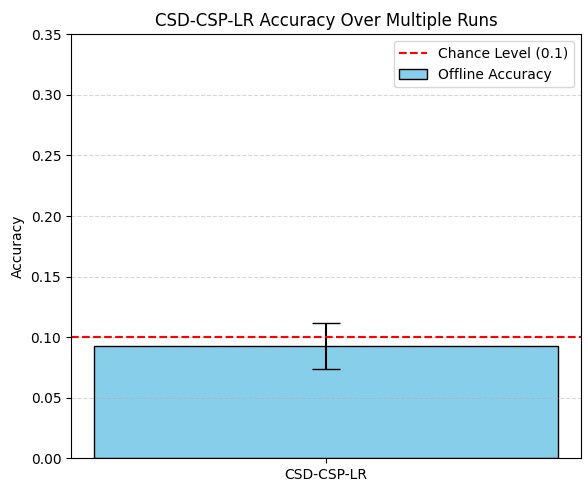 CSD-CSP-LR Accuracy Over Multiple Runs
Chance Level (0.1)
Offline Accuracy
Accuracy
0.35
0.30
0.25
0.20
0.15
0.10
0.05
0.00
CSD-CSP-LR